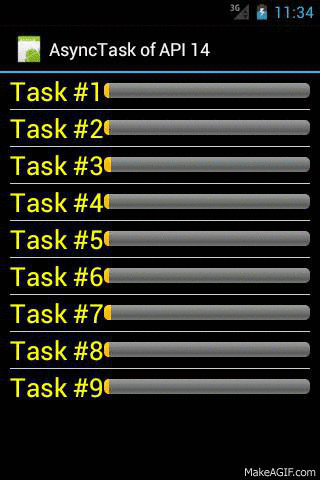 3G 11:34
AsyncTask of API 14
Task #1
Task #2
Task #3
Task #4
Task #5
Task #6
Task #7
Task #8
Task #9
MakeAGIF.com